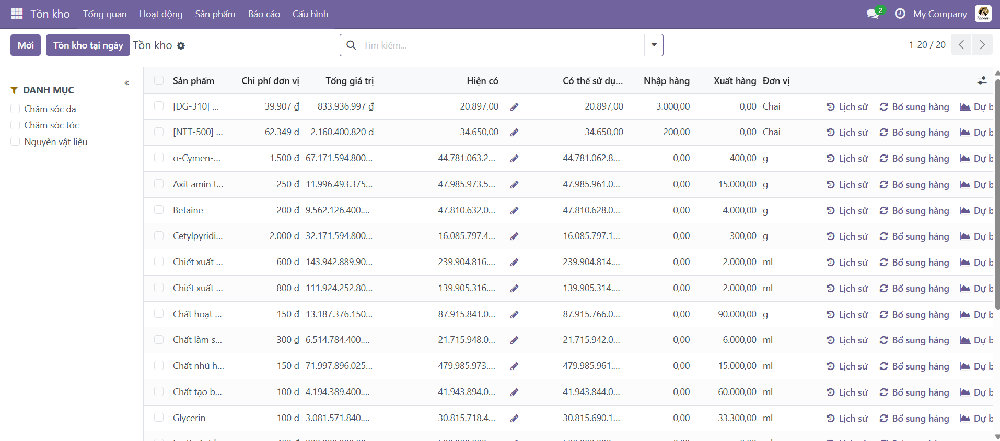 Tồn kho Tổng quan Hoạt động Sản phẩm Báo cáo Cấu hình 2 My Company
Mới Tồn kho tại ngày Tồn kho Tìm kiếm... 1-20 / 20
DANH MỤC
Chăm sóc da
Chăm sóc tóc
Nguyên vật liệu
Sản phẩm Chi phí đơn vị Tổng giá trị Hiện có Có thể sử dụ... Nhập hàng Xuất hàng Đơn vị
[DG-310] ... 39.907 ₫ 833.936.997 ₫ 20.897,00 20.897,00 3.000,00 0,00 Chai Lịch sử Bổ sung hàng Dự b
[NTT-500] ... 62.349 ₫ 2.160.400.820 ₫ 34.650,00 34.650,00 200,00 0,00 Chai Lịch sử Bổ sung hàng Dự b
o-Cymen-... 1.500 ₫ 67.171.594.800... 44.781.063.2... 44.781.062.8... 0,00 400,00 g Lịch sử Bổ sung hàng Dự b
Axit amin t... 250 ₫ 11.996.493.375... 47.985.973.5... 47.985.961.0... 0,00 15.000,00 g Lịch sử Bổ sung hàng Dự b
Betaine 200 ₫ 9.562.126.400.... 47.810.632.0... 47.810.628.0... 0,00 4.000,00 g Lịch sử Bổ sung hàng Dự b
Cetylpyridi... 2.000 ₫ 32.171.594.800... 16.085.797.4... 16.085.797.1... 0,00 300,00 g Lịch sử Bổ sung hàng Dự b
Chiết xuất ... 600 ₫ 143.942.889.90... 239.904.816.... 239.904.814.... 0,00 2.000,00 ml Lịch sử Bổ sung hàng Dự b
Chiết xuất ... 800 ₫ 111.924.252.80... 139.905.316.... 139.905.314.... 0,00 2.000,00 ml Lịch sử Bổ sung hàng Dự b
Chất hoạt ... 150 ₫ 13.187.376.150... 87.915.841.0... 87.915.766.0... 0,00 90.000,00 g Lịch sử Bổ sung hàng Dự b
Chất làm s... 300 ₫ 6.514.784.400.... 21.715.948.0... 21.715.942.0... 0,00 6.000,00 ml Lịch sử Bổ sung hàng Dự b
Chất nhũ h... 150 ₫ 71.997.896.025... 479.985.973.... 479.985.961.... 0,00 15.000,00 ml Lịch sử Bổ sung hàng Dự b
Chất tạo b... 100 ₫ 4.194.389.400.... 41.943.894.0... 41.943.844.0... 0,00 60.000,00 ml Lịch sử Bổ sung hàng Dự b
Glycerin 100 ₫ 3.081.571.840.... 30.815.718.4... 30.815.690.1... 0,00 33.300,00 ml Lịch sử Bổ sung hàng Dự b